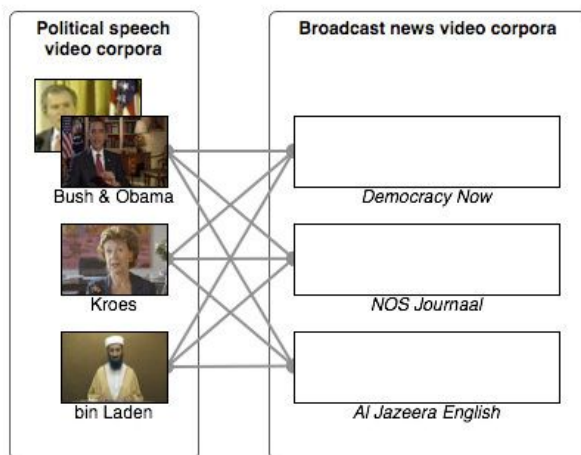 Political speech
video corpora
Broadcast news video corpora
Bush & Obama
Democracy Now
Kroes
NOS Journaal
bin Laden
Al Jazeera English